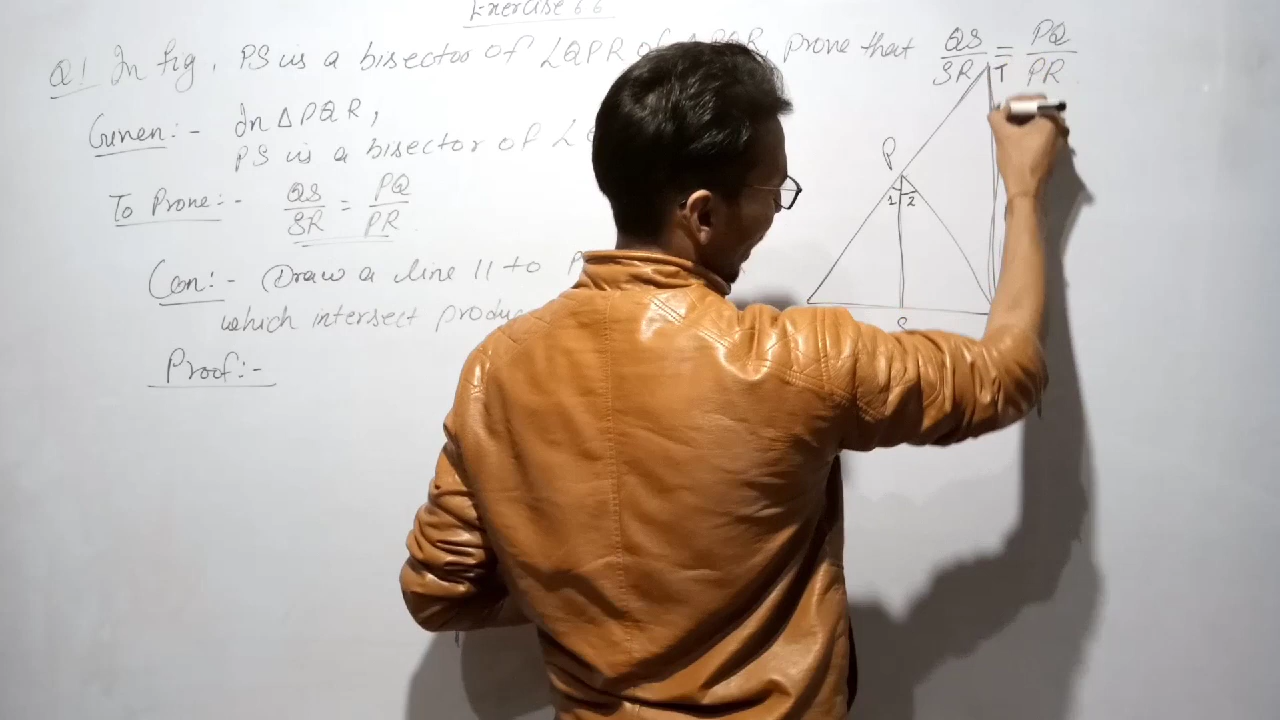 Exercise 6.6
Q1 In fig, PS is a bisector of ∠QPR of △PQR, prove that QS/SR = PQ/PR
Given:- In △PQR,
PS is a bisector of ∠
To Prove:- QS/SR = PQ/PR
Con:- Draw a line || to
which intersect
Proof:-
T
P
1 2
S